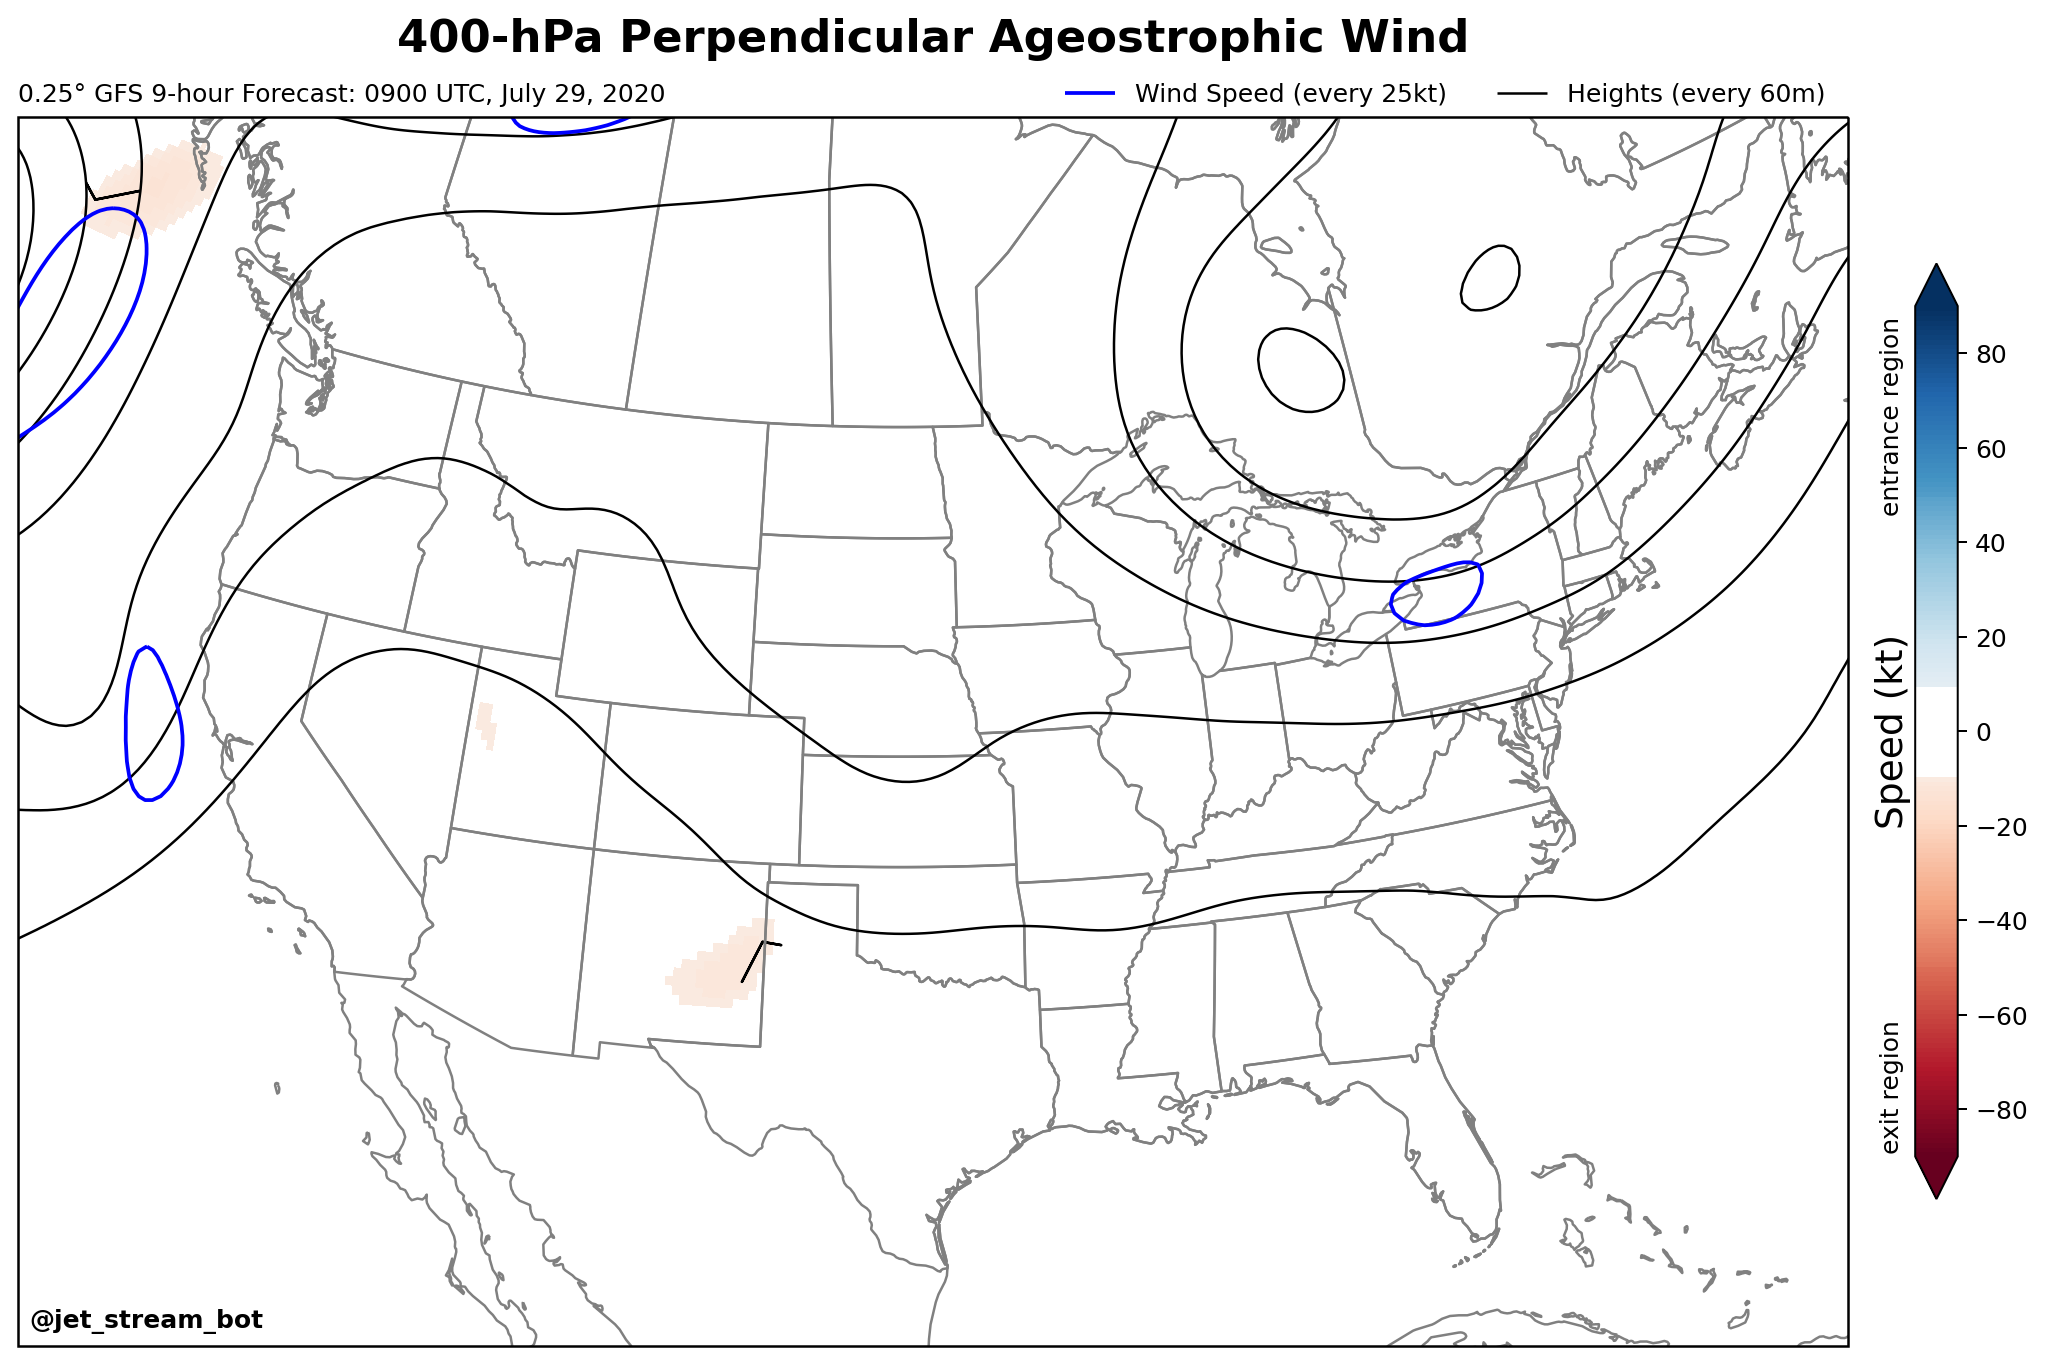 400-hPa Perpendicular Ageostrophic Wind
0.25° GFS 9-hour Forecast: 0900 UTC, July 29, 2020
Wind Speed (every 25kt)
Heights (every 60m)
entrance region
Speed (kt)
exit region
80
60
40
20
0
−20
−40
−60
−80
@jet_stream_bot